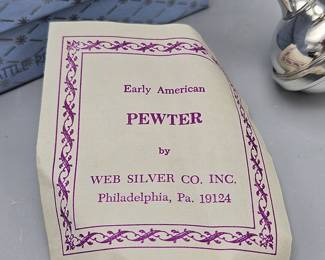 Early American
PEWTER
by
WEB SILVER CO. INC.
Philadelphia, Pa. 19124